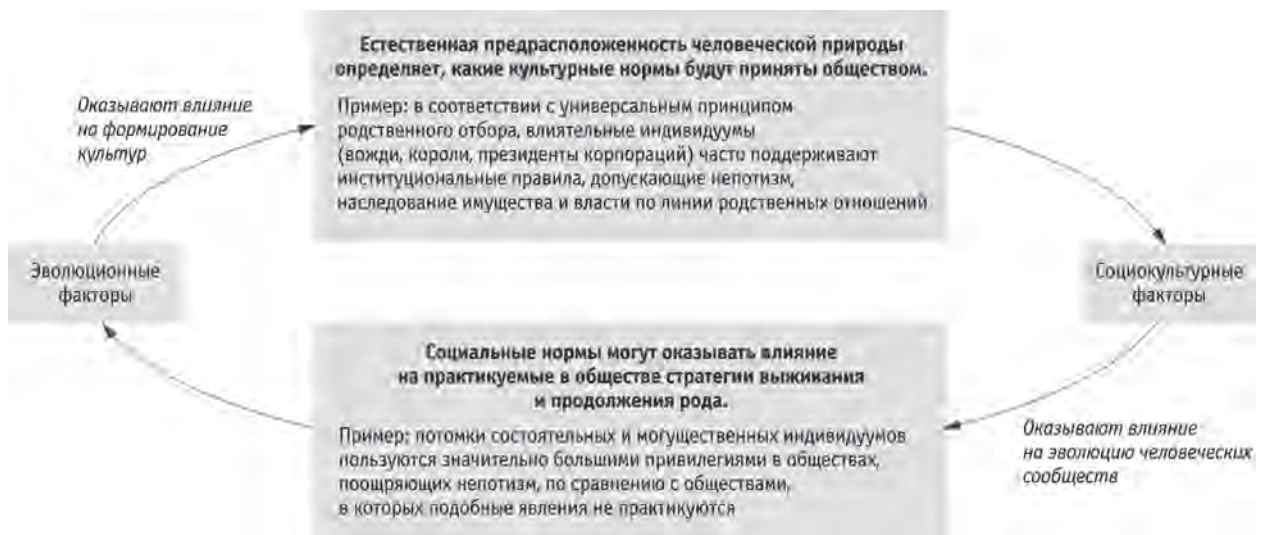 Естественная предрасположенность человеческой природы
определяет, какие культурные нормы будут приняты обществом.
Пример: в соответствии с универсальным принципом
родственного отбора, влиятельные индивидуумы
(вожди, короли, президенты корпораций) часто поддерживают
институциональные правила, допускающие непотизм,
наследование имущества и власти по линии родственных отношений
Оказывают влияние
на формирование
культур
Эволюционные
факторы
Социокультурные
факторы
Социальные нормы могут оказывать влияние
на практикуемые в обществе стратегии выживания
и продолжения рода.
Пример: потомки состоятельных и могущественных индивидуумов
пользуются значительно большими привилегиями в обществах,
поощряющих непотизм, по сравнению с обществами,
в которых подобные явления не практикуются
Оказывают влияние
на эволюцию человеческих
сообществ